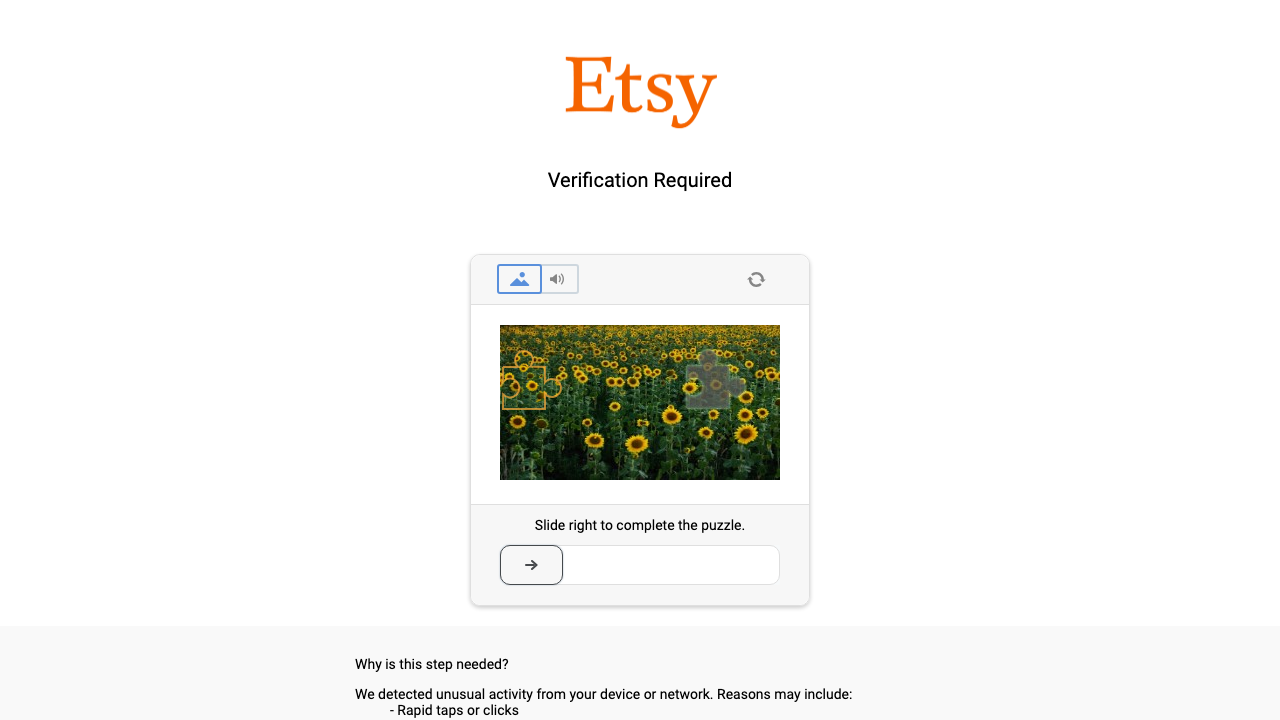 Etsy
Verification Required
Slide right to complete the puzzle.
Why is this step needed?
We detected unusual activity from your device or network. Reasons may include:
- Rapid taps or clicks